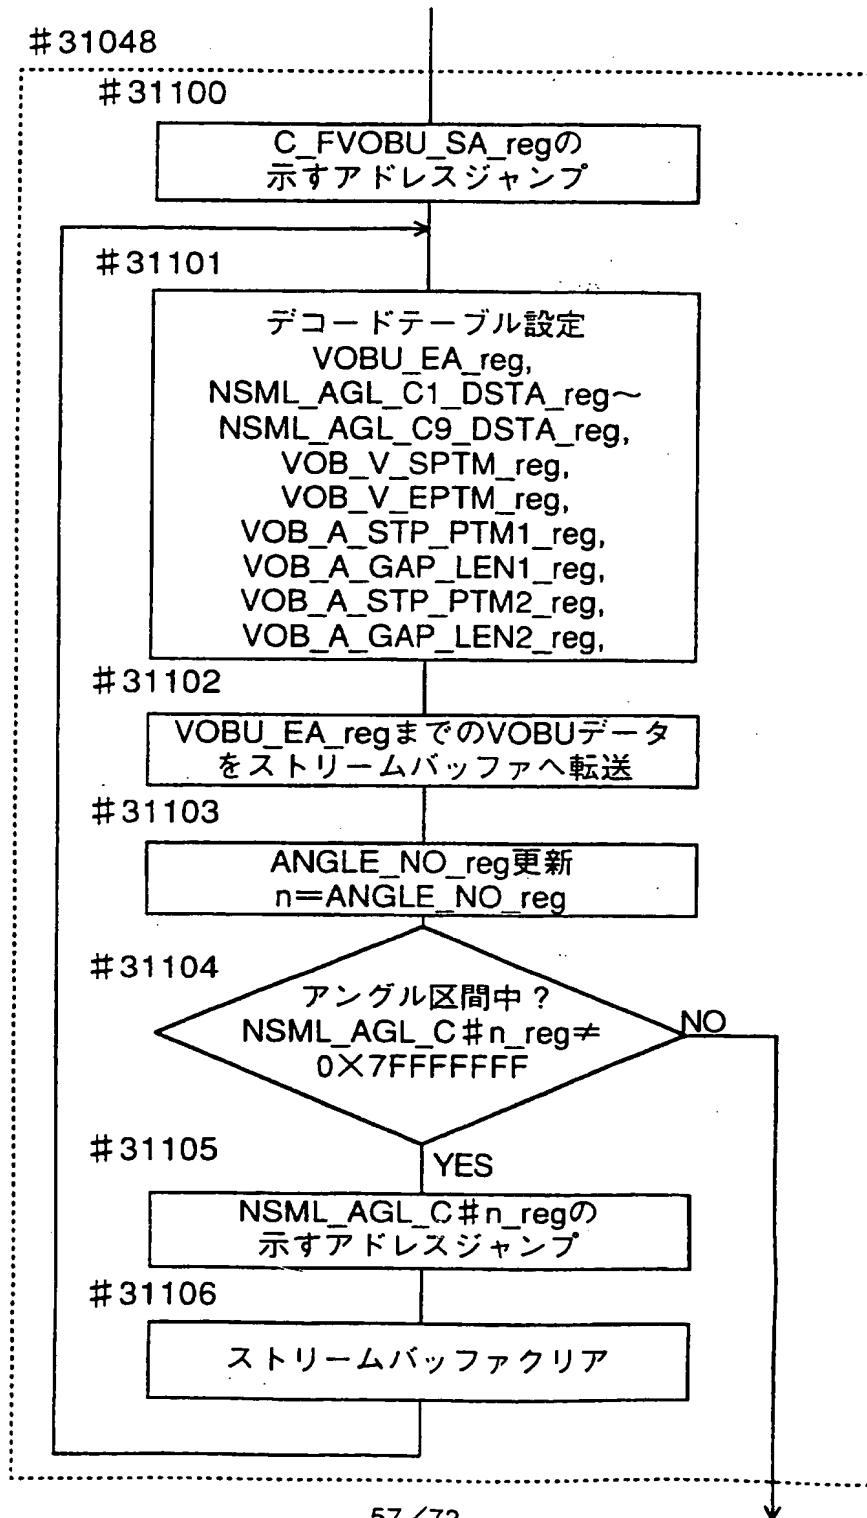 #31048
#31100
C_FVOBU_SA_regの
示すアドレスジャンプ
#31101
デコードテーブル設定
VOBU_EA_reg,
NSML_AGL_C1_DSTA_reg〜
NSML_AGL_C9_DSTA_reg,
VOB_V_SPTM_reg,
VOB_V_EPTM_reg,
VOB_A_STP_PTM1_reg,
VOB_A_GAP_LEN1_reg,
VOB_A_STP_PTM2_reg,
VOB_A_GAP_LEN2_reg,
#31102
VOBU_EA_regまでのVOBUデータ
をストリームバッファへ転送
#31103
ANGLE_NO_reg更新
n=ANGLE_NO_reg
#31104
アングル区間中?
NSML_AGL_C#n_reg≠
0×7FFFFFFF
NO
#31105
YES
NSML_AGL_C#n_regの
示すアドレスジャンプ
#31106
ストリームバッファクリア
57/72